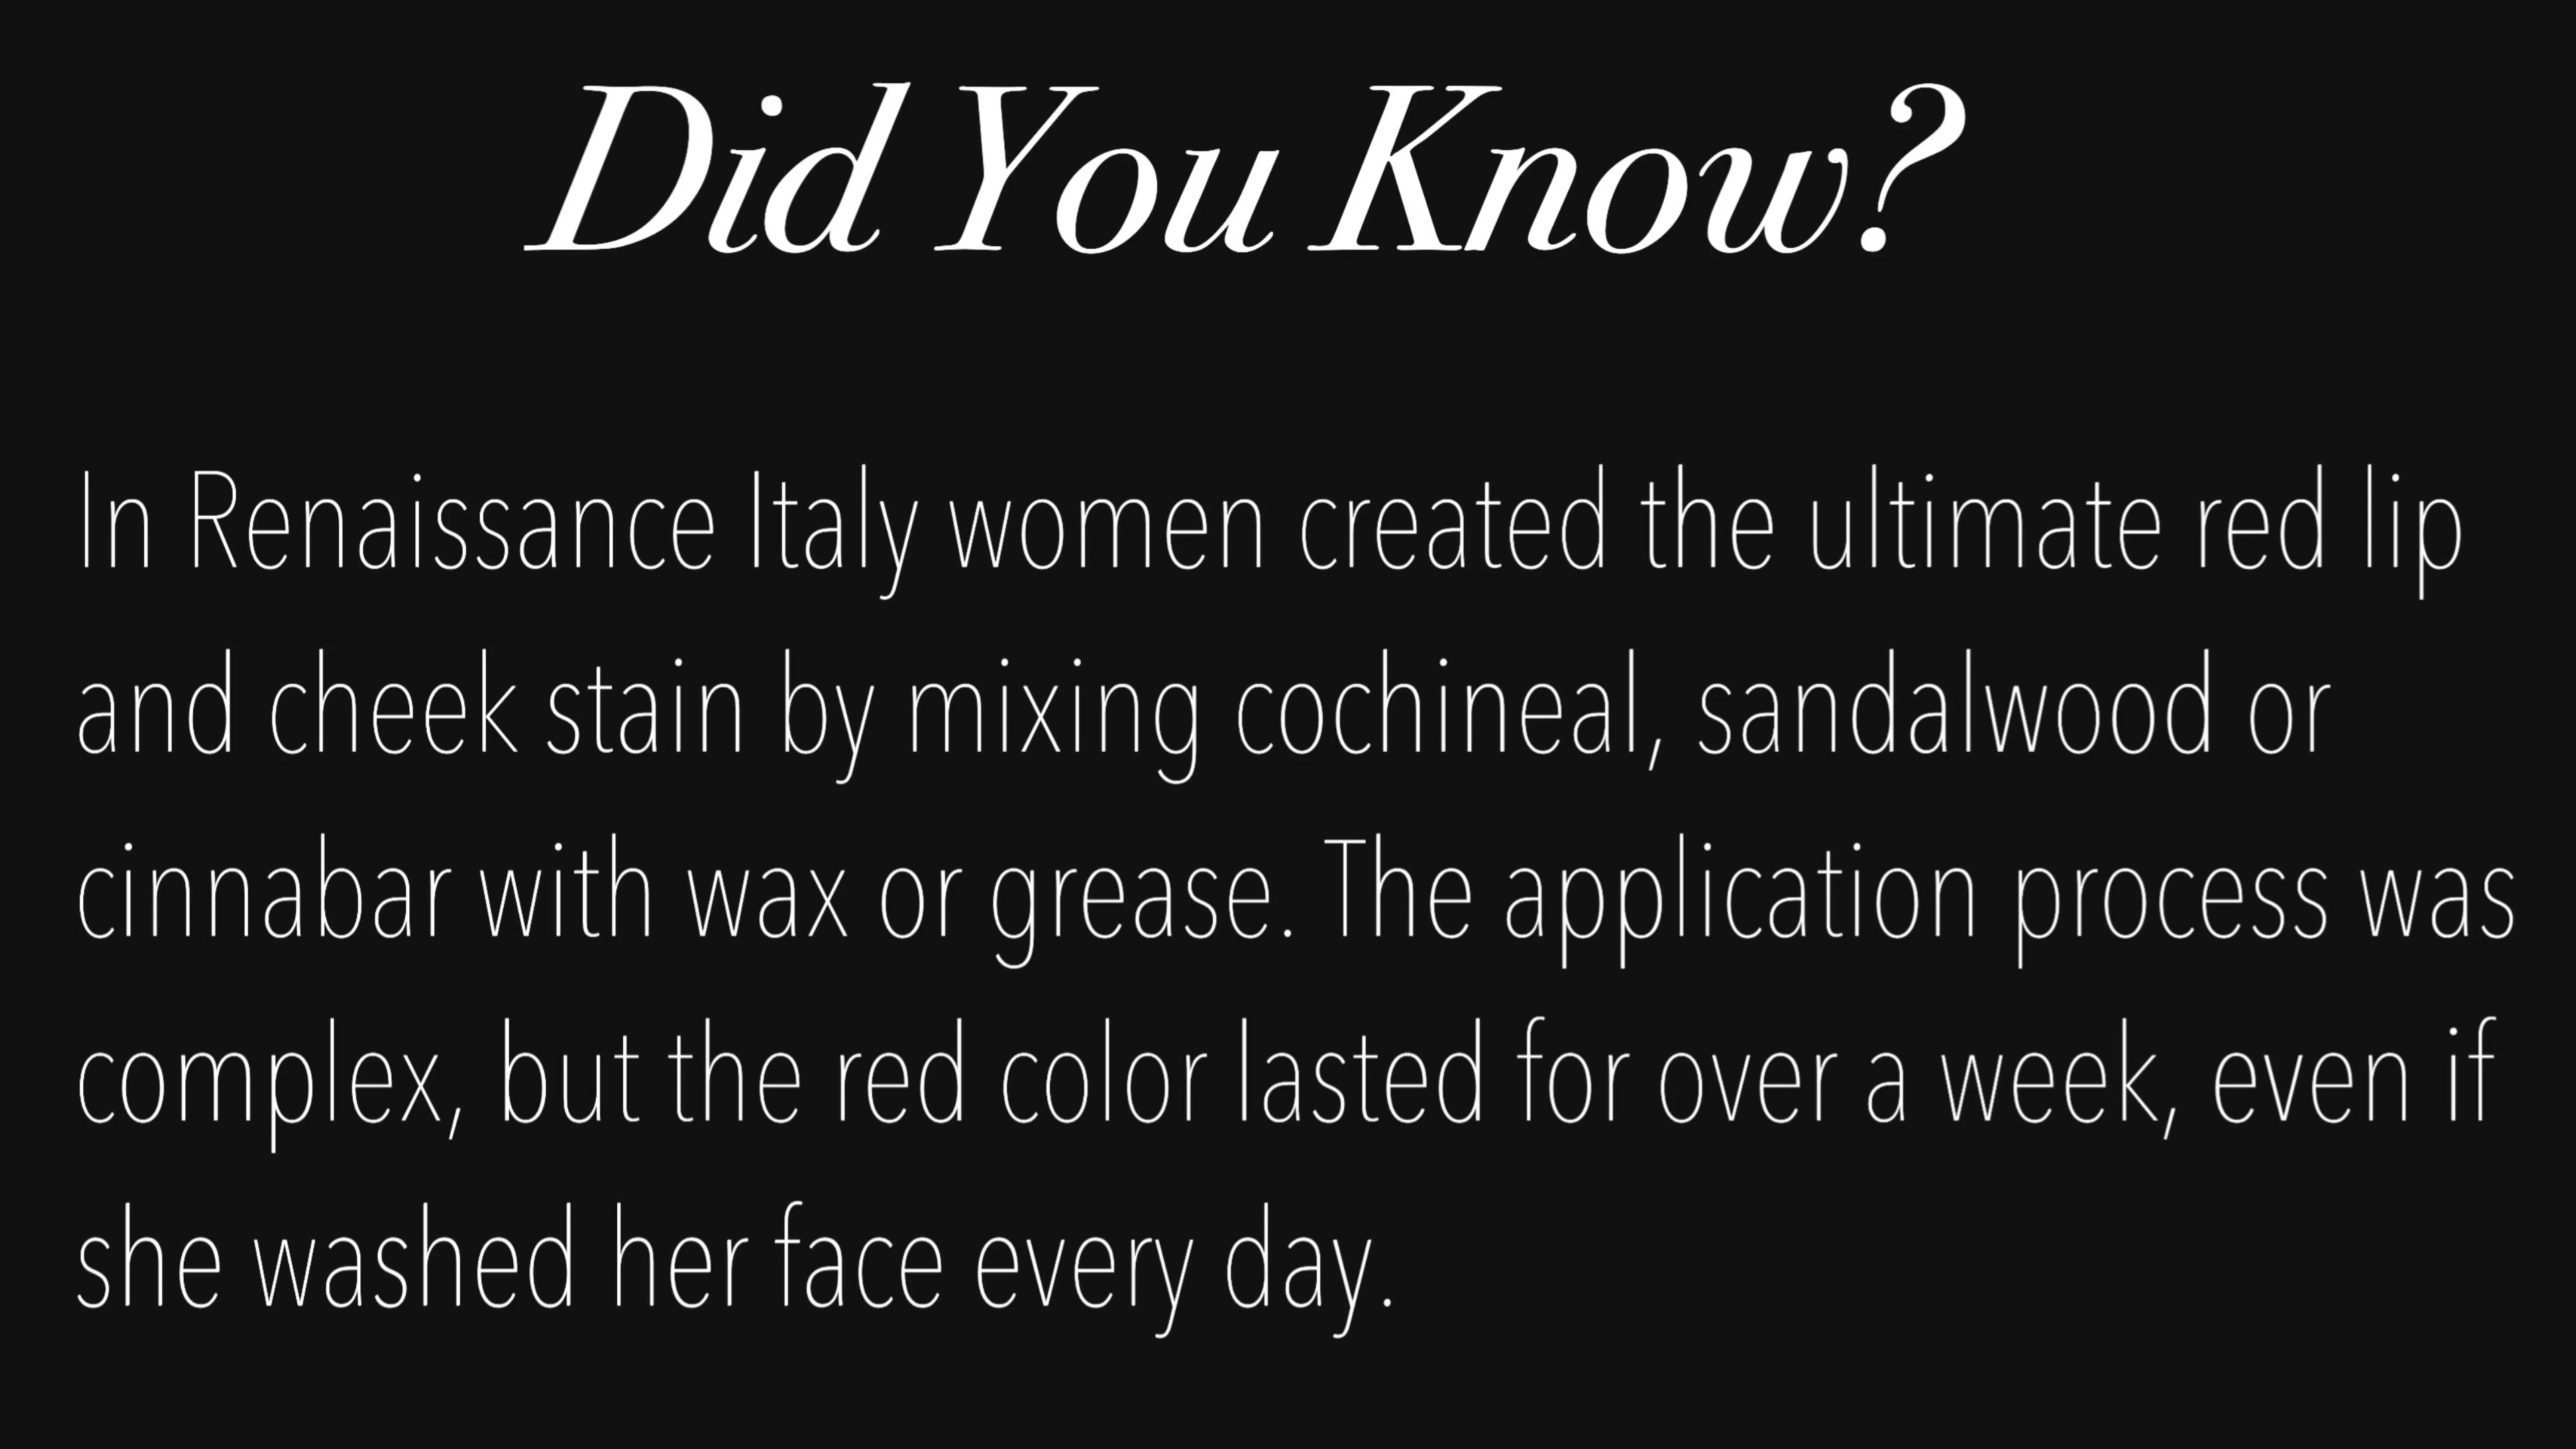 Did You Know?
In Renaissance Italy women created the ultimate red lip
and cheek stain by mixing cochineal, sandalwood or
cinnabar with wax or grease. The application process was
complex, but the red color lasted for over a week, even if
she washed her face every day.